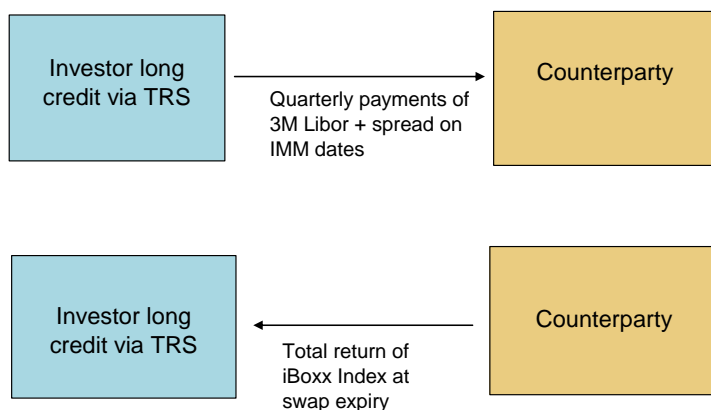 Investor long
credit via TRS
Counterparty
Quarterly payments of
3M Libor + spread on
IMM dates
Investor long
credit via TRS
Counterparty
Total return of
iBoxx Index at
swap expiry